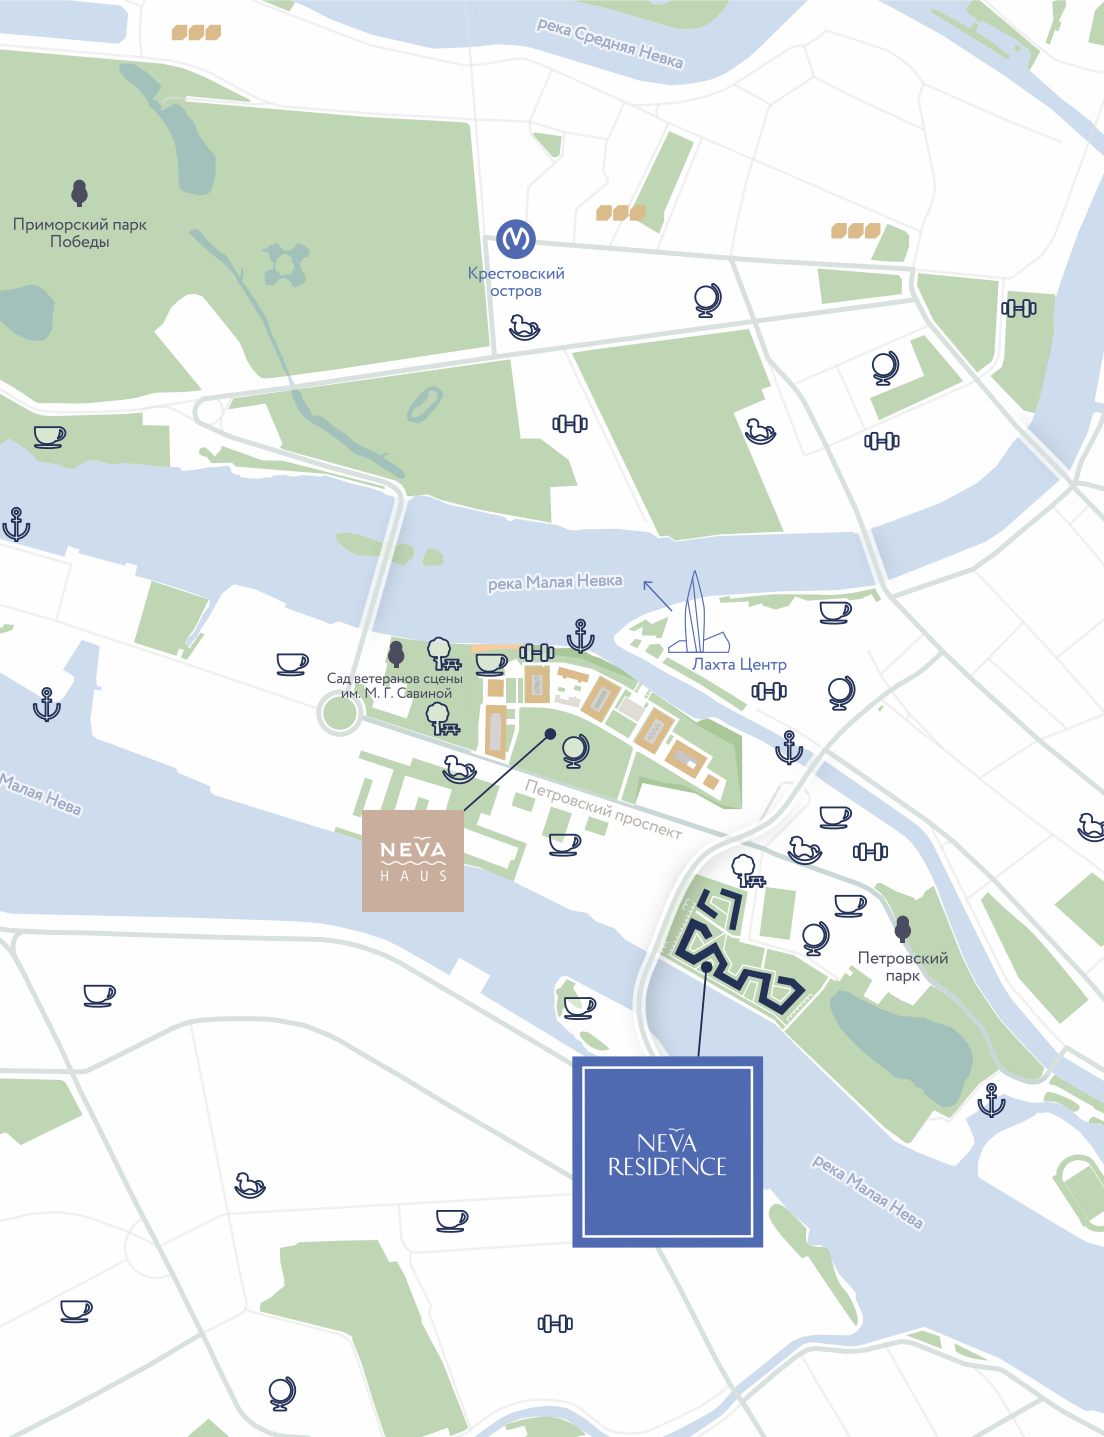 река Средняя Невка
Приморский парк
Победы
Крестовский
остров
река Малая Невка
Лахта Центр
Сад ветеранов сцены
им. М. Г. Савиной
Малая Нева
Петровский проспект
NEVA
HAUS
Петровский
парк
NEVA
RESIDENCE
река Малая Нева